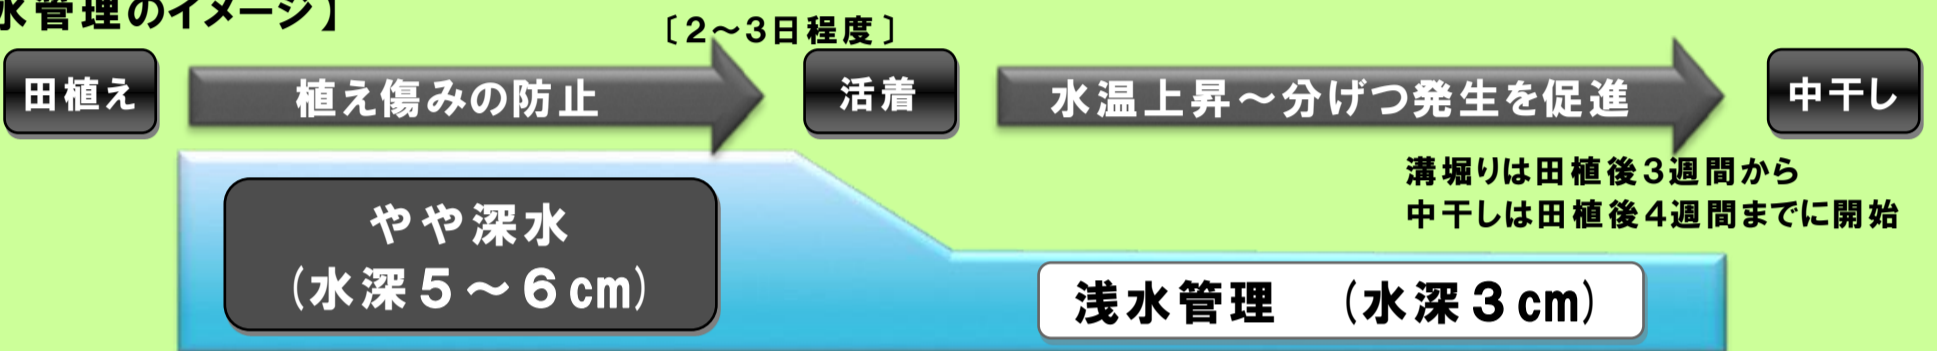 水管理のイメージ】
〔2～3日程度〕
田植え
植え傷みの防止
活着
水温上昇～分げつ発生を促進
中干し
溝堀りは田植後3週間から
中干しは田植後4週間までに開始
やや深水
(水深5～6cm)
浅水管理 (水深3cm)